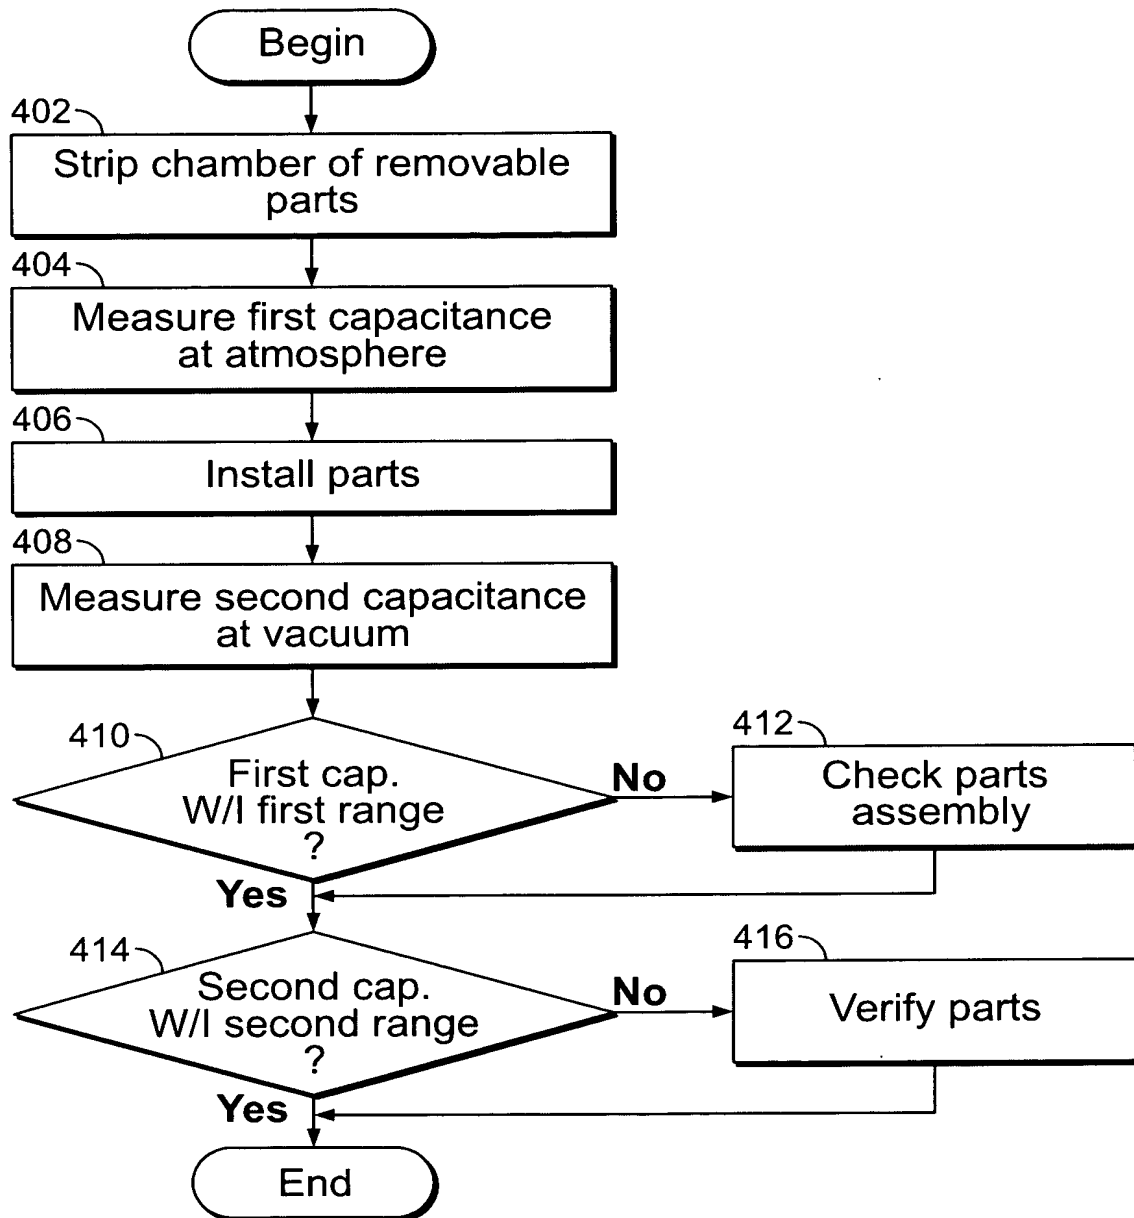 Begin
402
Strip chamber of removable
parts
404
Measure first capacitance
at atmosphere
406
Install parts
408
Measure second capacitance
at vacuum
410
First cap.
W/I first range
?
No
412
Check parts
assembly
Yes
414
Second cap.
W/I second range
?
No
416
Verify parts
Yes
End